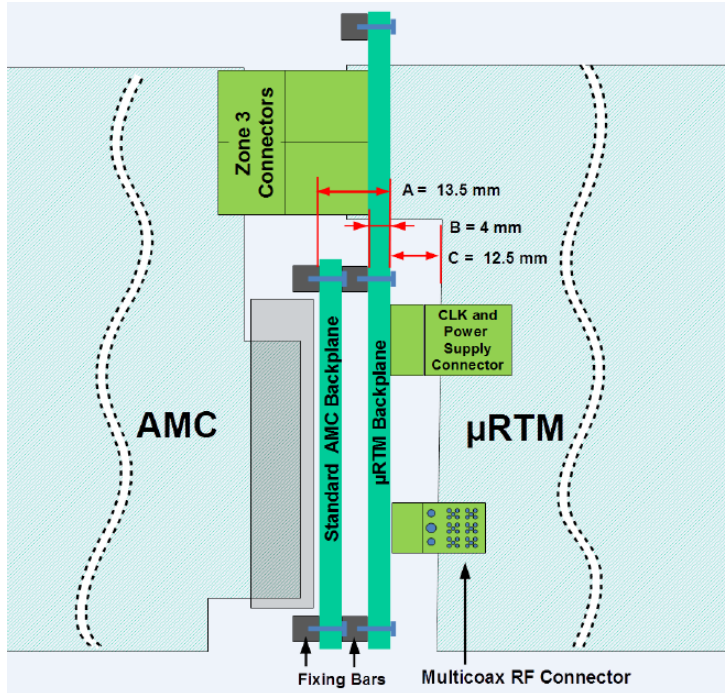 Zone 3
Connectors
A = 13.5 mm
B = 4 mm
C = 12.5 mm
CLK and
Power
Supply
Connector
AMC
Standard AMC Backplane
µRTM Backplane
µRTM
Fixing Bars
Multicoax RF Connector